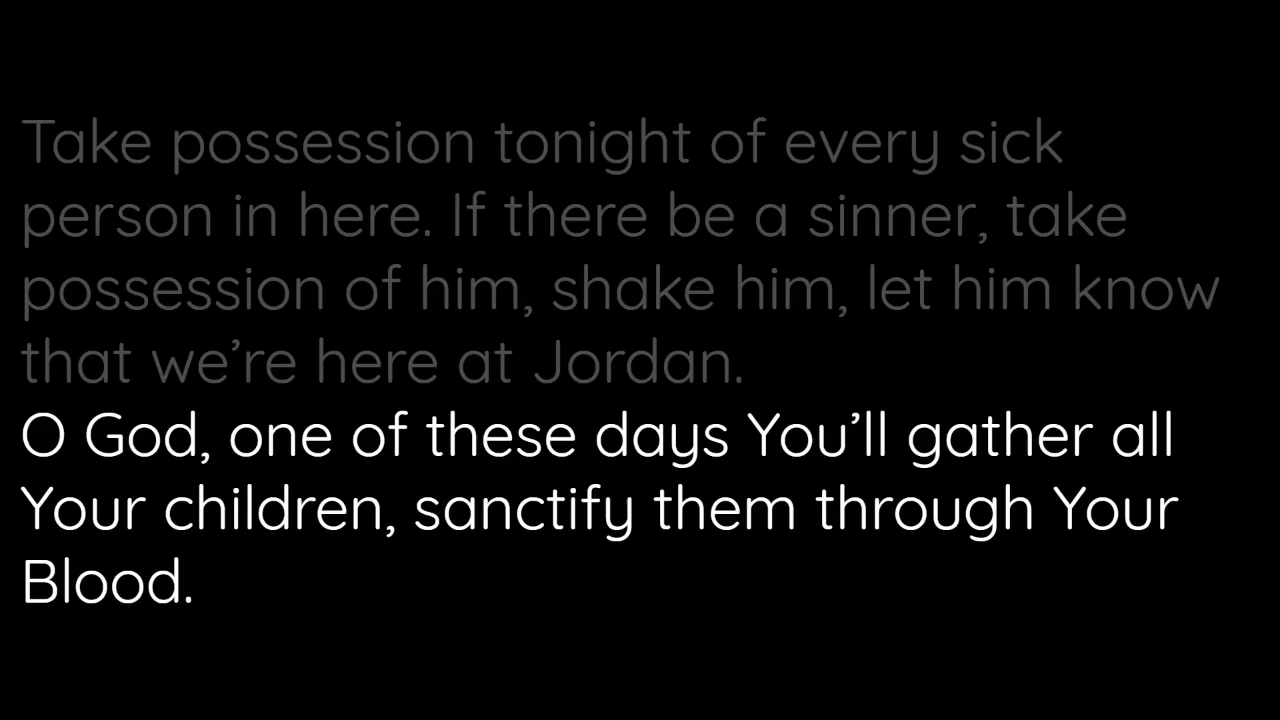 Take possession tonight of every sick
person in here. If there be a sinner, take
possession of him, shake him, let him know
that we’re here at Jordan.
O God, one of these days You’ll gather all
Your children, sanctify them through Your
Blood.